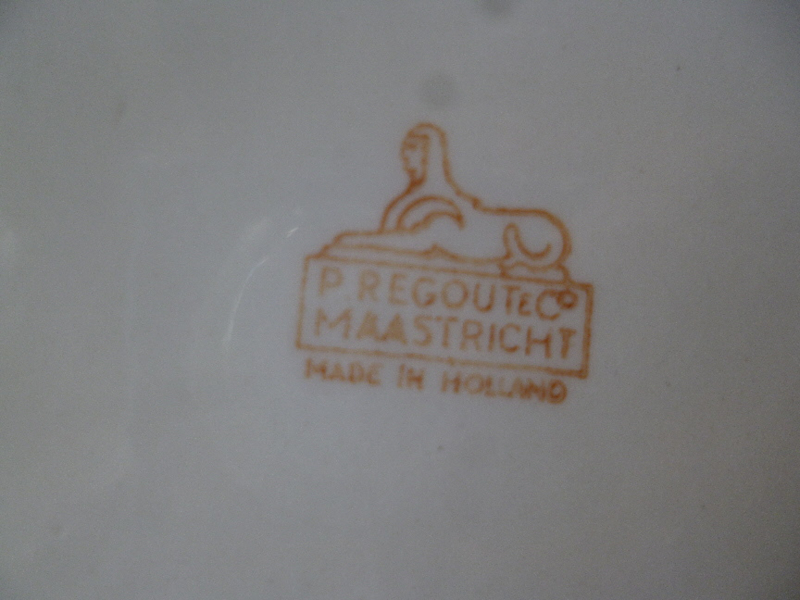 P. REGOUT & Co
MAASTRICHT
MADE IN HOLLAND